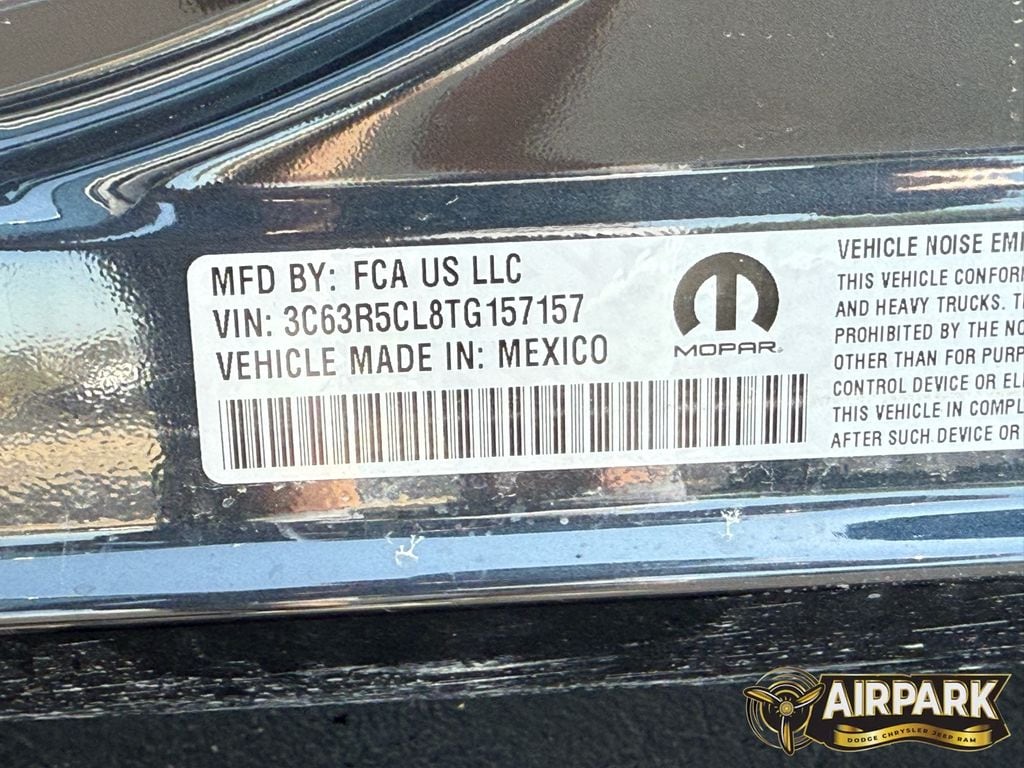 MFD BY: FCA US LLC
VIN: 3C63R5CL8TG157157
VEHICLE MADE IN: MEXICO
MOPAR®
VEHICLE NOISE EMI
THIS VEHICLE CONFOR
AND HEAVY TRUCKS. T
PROHIBITED BY THE NO
OTHER THAN FOR PURP
CONTROL DEVICE OR EL
THIS VEHICLE IN COMPL
AFTER SUCH DEVICE OR
AIRPARK
DODGE CHRYSLER JEEP RAM